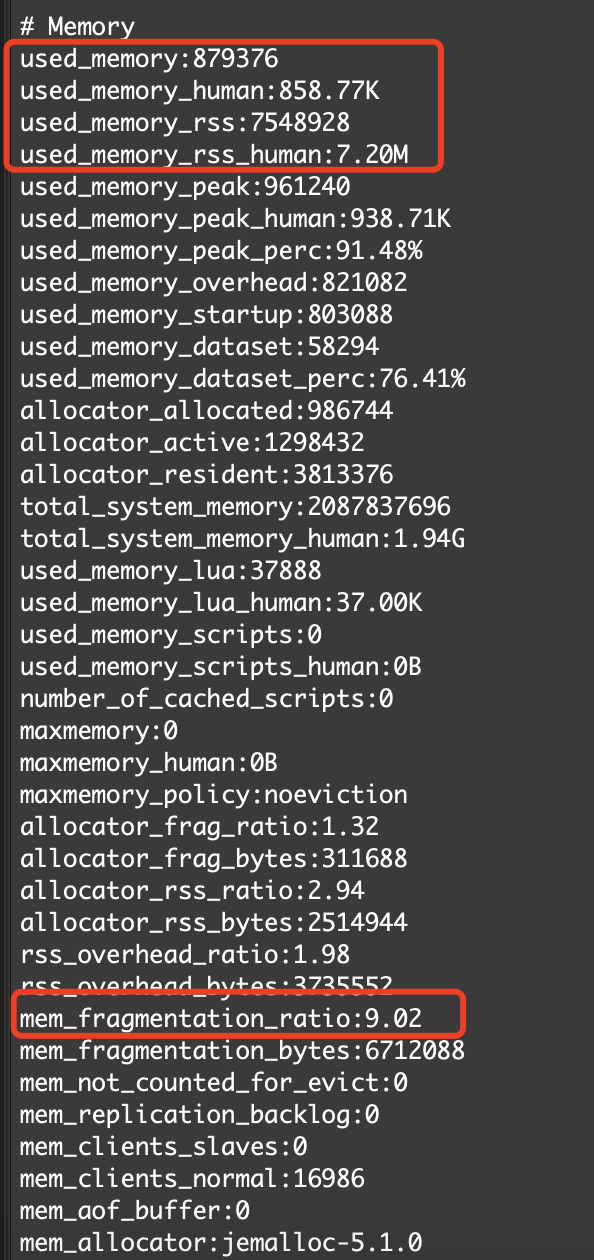 # Memory
used_memory:879376
used_memory_human:858.77K
used_memory_rss:7548928
used_memory_rss_human:7.20M
used_memory_peak:961240
used_memory_peak_human:938.71K
used_memory_peak_perc:91.48%
used_memory_overhead:821082
used_memory_startup:803088
used_memory_dataset:58294
used_memory_dataset_perc:76.41%
allocator_allocated:986744
allocator_active:1298432
allocator_resident:3813376
total_system_memory:2087837696
total_system_memory_human:1.94G
used_memory_lua:37888
used_memory_lua_human:37.00K
used_memory_scripts:0
used_memory_scripts_human:0B
number_of_cached_scripts:0
maxmemory:0
maxmemory_human:0B
maxmemory_policy:noeviction
allocator_frag_ratio:1.32
allocator_frag_bytes:311688
allocator_rss_ratio:2.94
allocator_rss_bytes:2514944
rss_overhead_ratio:1.98
rss_overhead_bytes:3735552
mem_fragmentation_ratio:9.02
mem_fragmentation_bytes:6712088
mem_not_counted_for_evict:0
mem_replication_backlog:0
mem_clients_slaves:0
mem_clients_normal:16986
mem_aof_buffer:0
mem_allocator:jemalloc-5.1.0